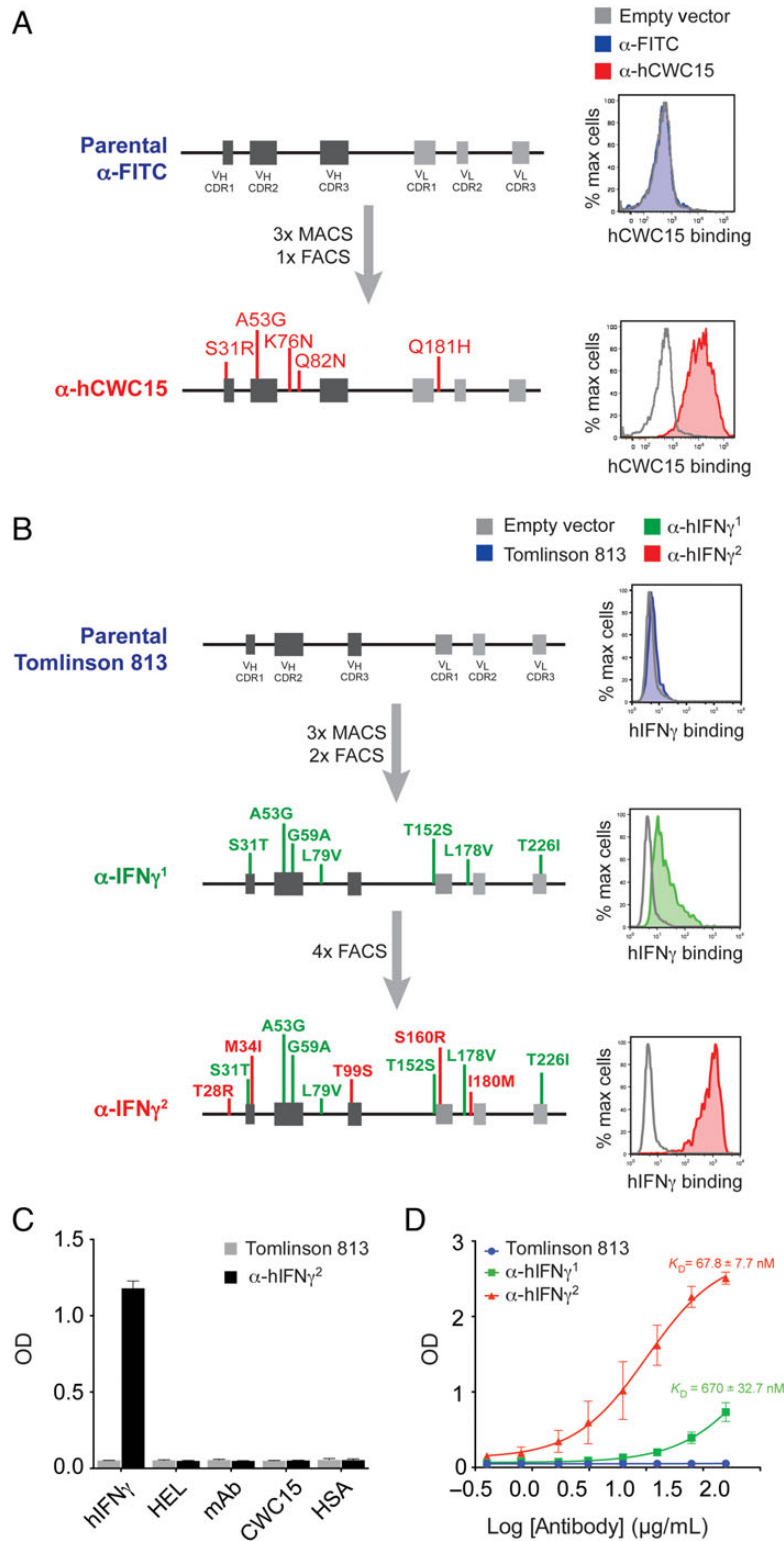 A
Empty vector
α-FITC
α-hCWC15
Parental
α-FITC
VH
CDR1
VH
CDR2
VH
CDR3
VL
CDR1
VL
CDR2
VL
CDR3
% max cells
hCWC15 binding
3x MACS
1x FACS
S31R
A53G
K76N
Q82N
Q181H
α-hCWC15
% max cells
hCWC15 binding
B
Empty vector
Tomlinson 813
α-hIFNγ1
α-hIFNγ2
Parental
Tomlinson 813
VH
CDR1
VH
CDR2
VH
CDR3
VL
CDR1
VL
CDR2
VL
CDR3
% max cells
hIFNγ binding
3x MACS
2x FACS
S31T
A53G
G59A
L79V
T152S
L178V
T226I
α-IFNγ1
% max cells
hIFNγ binding
4x FACS
T28R
S31T
M34I
A53G
G59A
L79V
T99S
T152S
S160R
L178V
I180M
T226I
α-IFNγ2
% max cells
hIFNγ binding
C
Tomlinson 813
α-hIFNγ2
OD
1.5
1.0
0.5
0.0
hIFNγ
HEL
mAb
CWC15
HSA
D
Tomlinson 813
α-hIFNγ1
α-hIFNγ2
KD = 67.8 ± 7.7 nM
KD = 670 ± 32.7 nM
OD
3
2
1
0
–0.5 0.0 0.5 0.5 1.0 1.5 2.0
Log [Antibody] (μg/mL)